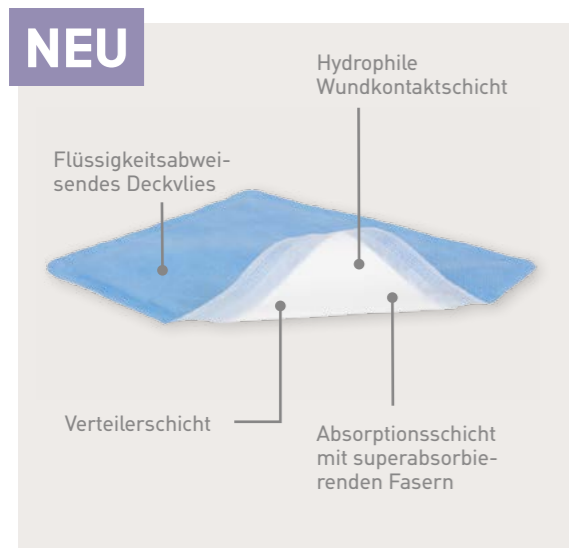 NEU
Hydrophile
Wundkontaktschicht
Flüssigkeitsabwei-
sendes Deckvlies
Verteilerschicht
Absorptionsschicht
mit superabsorbie-
renden Fasern